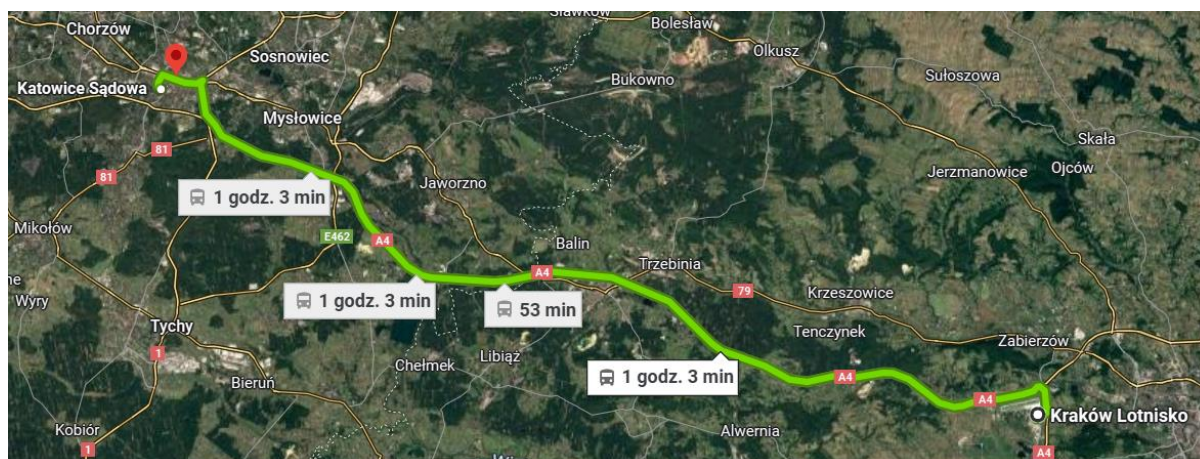 Sławków
Bolesław
Chorzów
Sosnowiec
Olkusz
Bukowno
Sułoszowa
Katowice Sądowa
Mysłowice
Skała
81
Ojców
81
Jaworzno
Jerzmanowice
1 godz. 3 min
Mikołów
E462
A4
Balin
Trzebinia
A4
ne
79
Krzeszowice
Wyry
1 godz. 3 min
53 min
Tychy
Tenczynek
Zabierzów
1
Libiąż
Chełmek
Bieruń
1 godz. 3 min
A4
A4
Kraków Lotnisko
Kobiór
Alwernia
1
A4